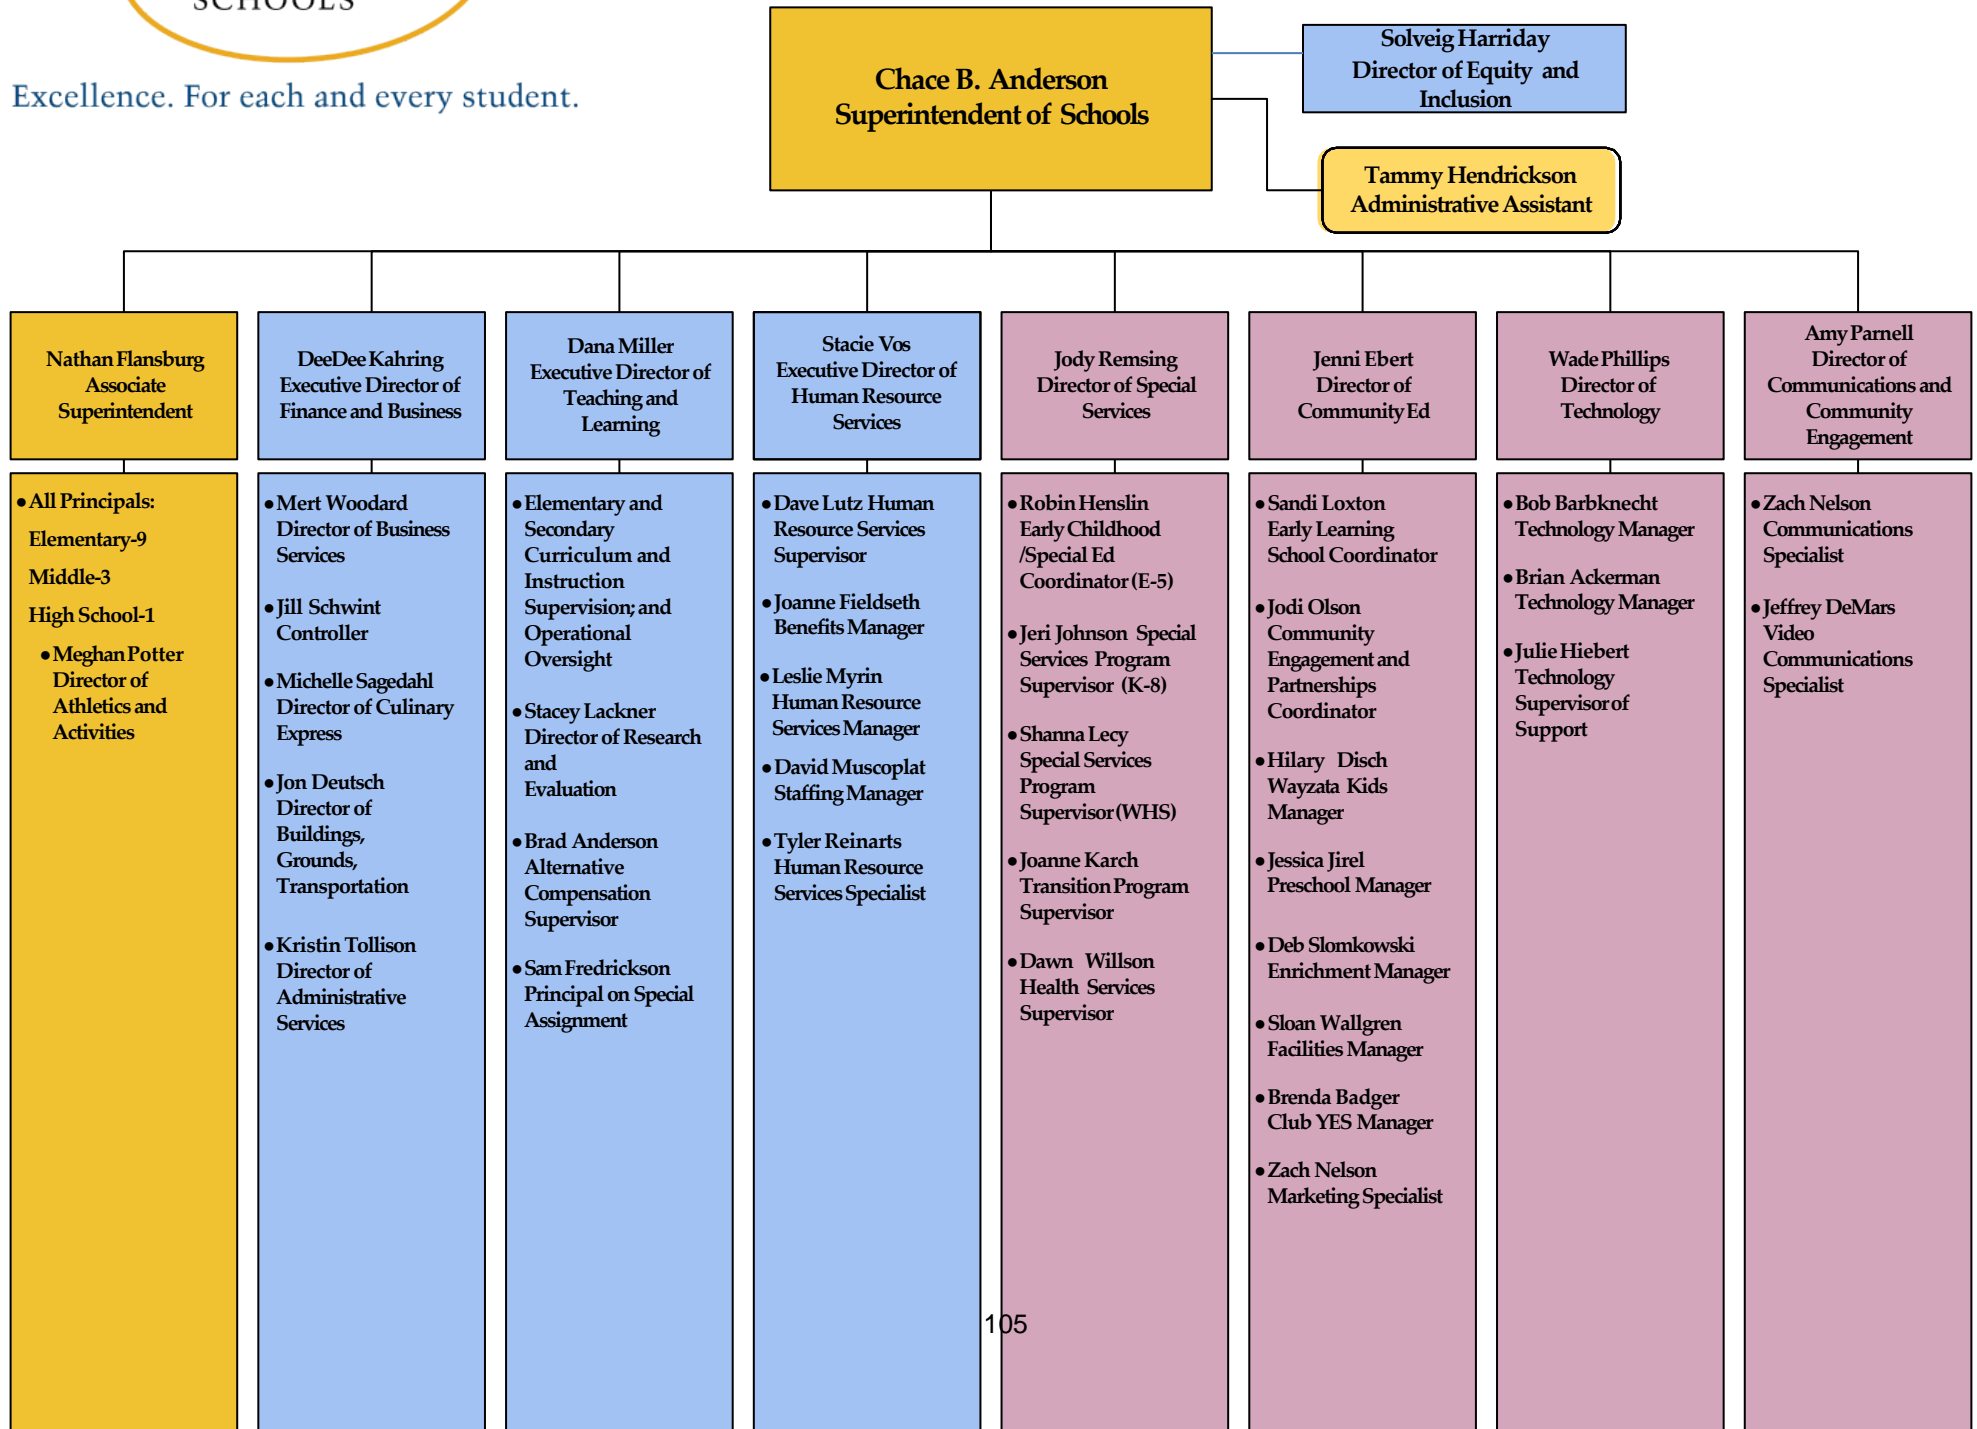 SCHOOLS
Excellence. For each and every student.
Chace B. Anderson
Superintendent of Schools
Solveig Harriday
Director of Equity and
Inclusion
Tammy Hendrickson
Administrative Assistant
Nathan Flansburg
Associate
Superintendent
DeeDee Kahring
Executive Director of
Finance and Business
Dana Miller
Executive Director of
Teaching and
Learning
Stacie Vos
Executive Director of
Human Resource
Services
Jody Remsing
Director of Special
Services
Jenni Ebert
Director of
Community Ed
Wade Phillips
Director of
Technology
Amy Parnell
Director of
Communications and
Community
Engagement
• All Principals:
Elementary-9
Middle-3
High School-1
• Meghan Potter
Director of
Athletics and
Activities
• Mert Woodard
Director of Business
Services
• Jill Schwint
Controller
• Michelle Sagedahl
Director of Culinary
Express
• Jon Deutsch
Director of
Buildings,
Grounds,
Transportation
• Kristin Tollison
Director of
Administrative
Services
• Elementary and
Secondary
Curriculum and
Instruction
Supervision; and
Operational
Oversight
• Stacey Lackner
Director of Research
and
Evaluation
• Brad Anderson
Alternative
Compensation
Supervisor
• Sam Fredrickson
Principal on Special
Assignment
• Dave Lutz Human
Resource Services
Supervisor
• Joanne Fieldseth
Benefits Manager
• Leslie Myrin
Human Resource
Services Manager
• David Muscoplat
Staffing Manager
• Tyler Reinarts
Human Resource
Services Specialist
• Robin Henslin
Early Childhood
/Special Ed
Coordinator (E-5)
• Jeri Johnson Special
Services Program
Supervisor (K-8)
• Shanna Lecy
Special Services
Program
Supervisor (WHS)
• Joanne Karch
Transition Program
Supervisor
• Dawn Willson
Health Services
Supervisor
• Sandi Loxton
Early Learning
School Coordinator
• Jodi Olson
Community
Engagement and
Partnerships
Coordinator
• Hilary Disch
Wayzata Kids
Manager
• Jessica Jirel
Preschool Manager
• Deb Slomkowski
Enrichment Manager
• Sloan Wallgren
Facilities Manager
• Brenda Badger
Club YES Manager
• Zach Nelson
Marketing Specialist
• Bob Barbknecht
Technology Manager
• Brian Ackerman
Technology Manager
• Julie Hiebert
Technology
Supervisor of
Support
• Zach Nelson
Communications
Specialist
• Jeffrey DeMars
Video
Communications
Specialist
105